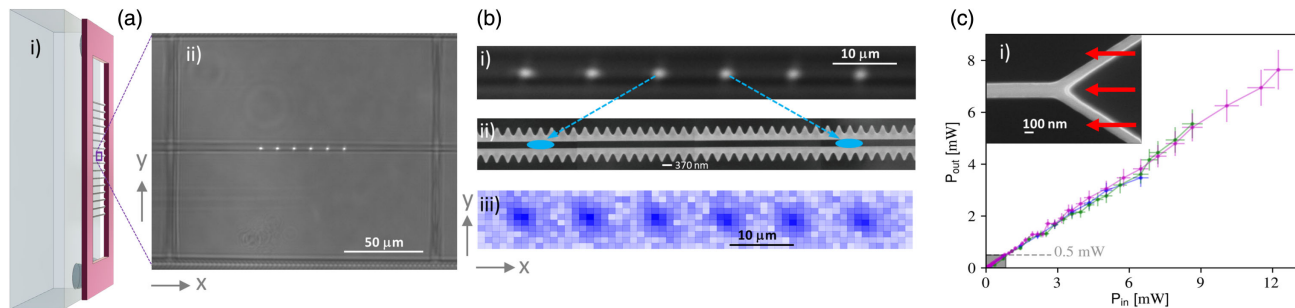 (a)
i)
ii)
y
x
50 μm
(b)
i)
10 μm
ii)
370 nm
iii)
y
10 μm
x
(c)
i)
100 nm
P_out [mW]
8
6
4
2
0
0.5 mW
0
3
6
9
12
P_in [mW]